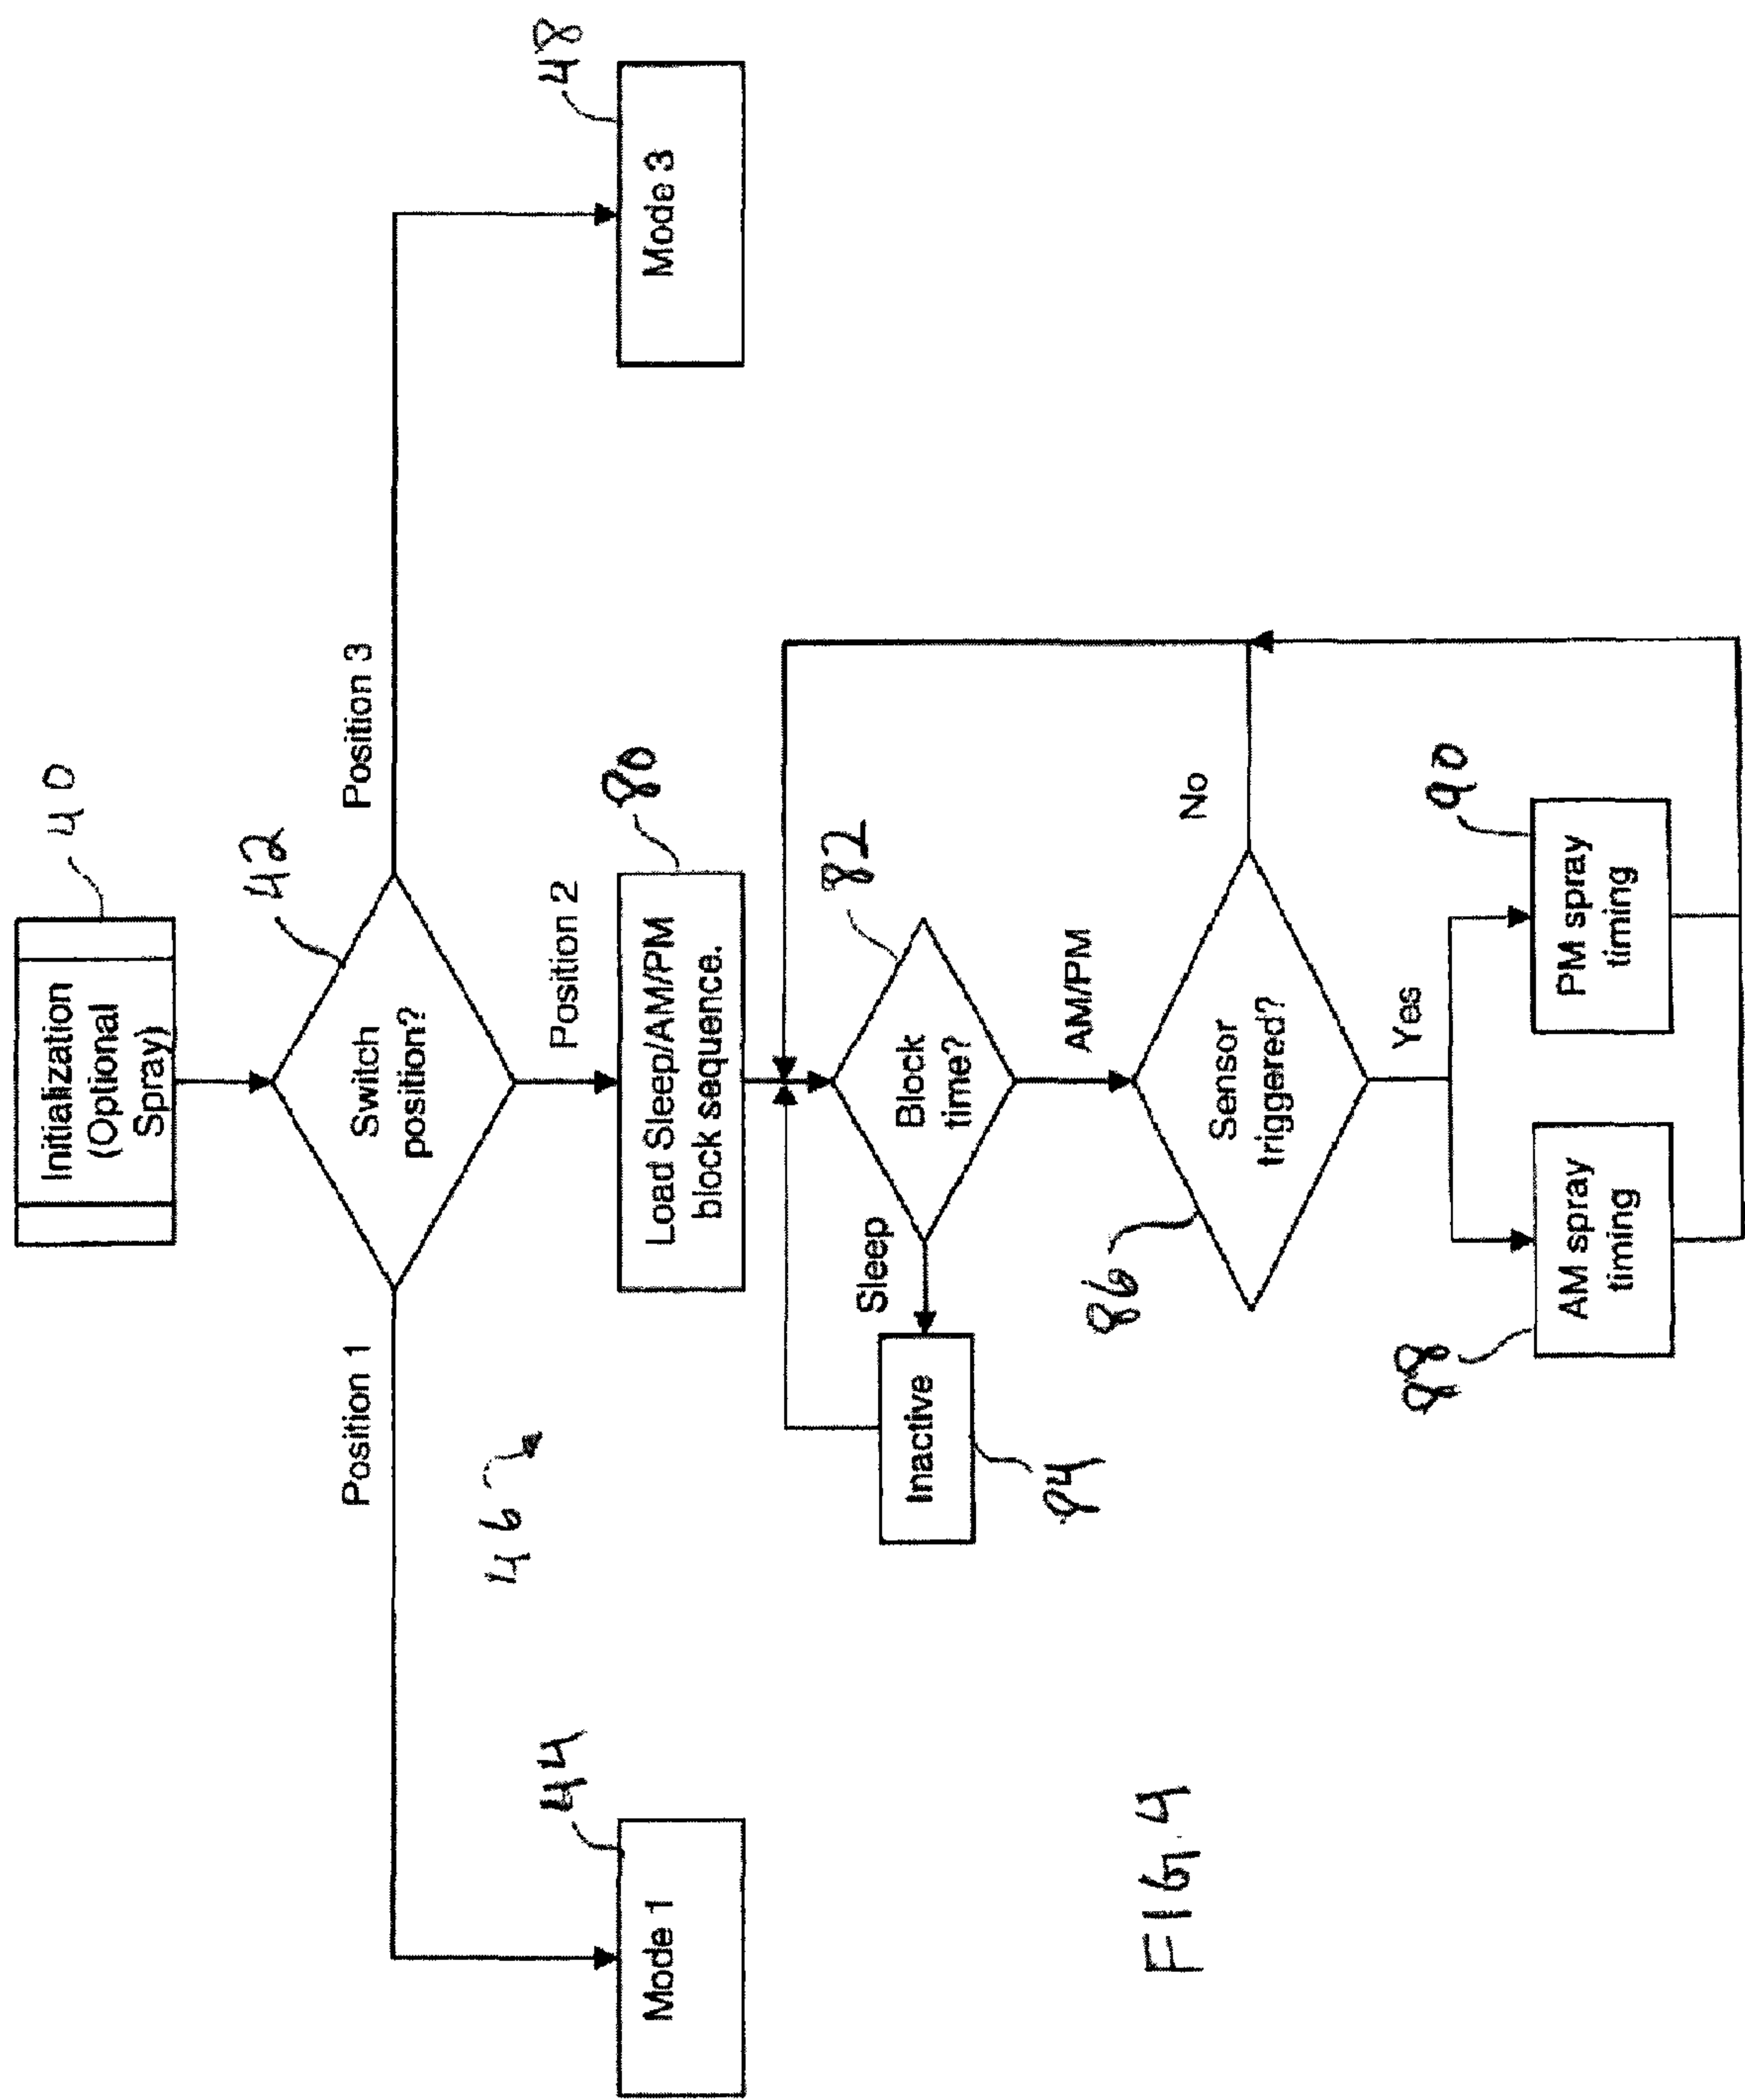 40
Initialization
(Optional
Spray)
42
Switch
position?
Position 1
Position 3
46
Position 2
44
Mode 1
80
Load Sleep/AM/PM
block sequence.
48
Mode 3
82
Block
time?
Sleep
Inactive
84
AM/PM
86
Sensor
triggered?
No
Yes
88
AM spray
timing
90
PM spray
timing
FIG. 4